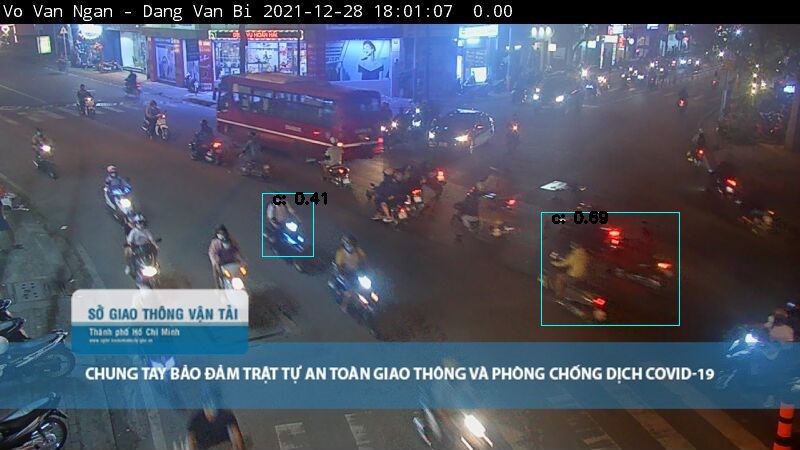 Vo Van Ngan - Dang Van Bi 2021-12-28 18:01:07 0.00
c: 0.41
c: 0.69
SỞ GIAO THÔNG VẬN TẢI
Thành phố Hồ Chí Minh
CHUNG TAY BẢO ĐẢM TRẬT TỰ AN TOÀN GIAO THÔNG VÀ PHÒNG CHỐNG DỊCH COVID-19